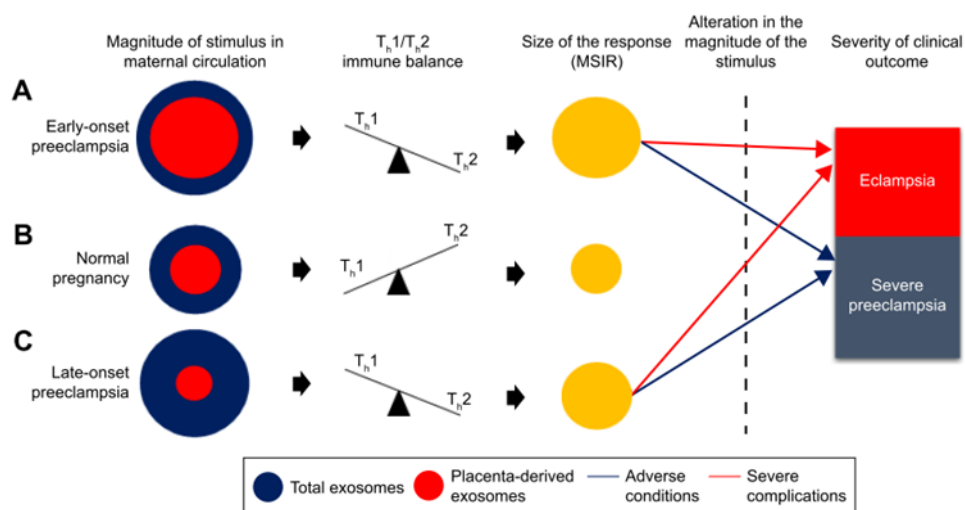 Magnitude of stimulus in
maternal circulation
Th1/Th2
immune balance
Size of the response
(MSIR)
Alteration in the
magnitude of the
stimulus
Severity of clinical
outcome
A
Early-onset
preeclampsia
Th1
Th2
Eclampsia
B
Normal
pregnancy
Th2
Th1
Severe
preeclampsia
C
Late-onset
preeclampsia
Th1
Th2
Total exosomes
Placenta-derived
exosomes
Adverse
conditions
Severe
complications